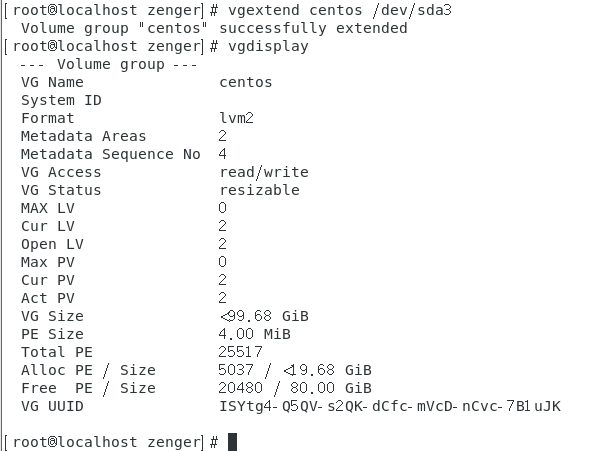 [root@localhost zenger]# vgextend centos /dev/sda3
  Volume group "centos" successfully extended
[root@localhost zenger]# vgdisplay
  --- Volume group ---
  VG Name               centos
  System ID
  Format                lvm2
  Metadata Areas        2
  Metadata Sequence No  4
  VG Access             read/write
  VG Status             resizable
  MAX LV                0
  Cur LV                2
  Open LV               2
  Max PV                0
  Cur PV                2
  Act PV                2
  VG Size               <99.68 GiB
  PE Size               4.00 MiB
  Total PE              25517
  Alloc PE / Size       5037 / <19.68 GiB
  Free  PE / Size       20480 / 80.00 GiB
  VG UUID               ISYtg4-Q5QV-s2QK-dCfc-mVcD-nCvc-7B1uJK
[root@localhost zenger]#